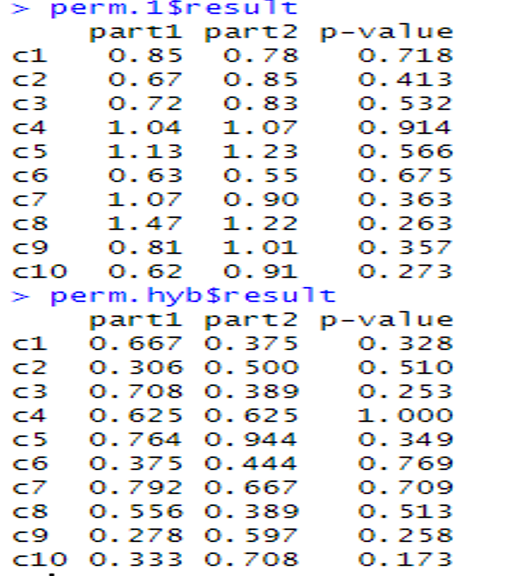 > perm.1$result
part1 part2 p-value
c1 0.85 0.78 0.718
c2 0.67 0.85 0.413
c3 0.72 0.83 0.532
c4 1.04 1.07 0.914
c5 1.13 1.23 0.566
c6 0.63 0.55 0.675
c7 1.07 0.90 0.363
c8 1.47 1.22 0.263
c9 0.81 1.01 0.357
c10 0.62 0.91 0.273
> perm.hyb$result
part1 part2 p-value
c1 0.667 0.375 0.328
c2 0.306 0.500 0.510
c3 0.708 0.389 0.253
c4 0.625 0.625 1.000
c5 0.764 0.944 0.349
c6 0.375 0.444 0.769
c7 0.792 0.667 0.709
c8 0.556 0.389 0.513
c9 0.278 0.597 0.258
c10 0.333 0.708 0.173